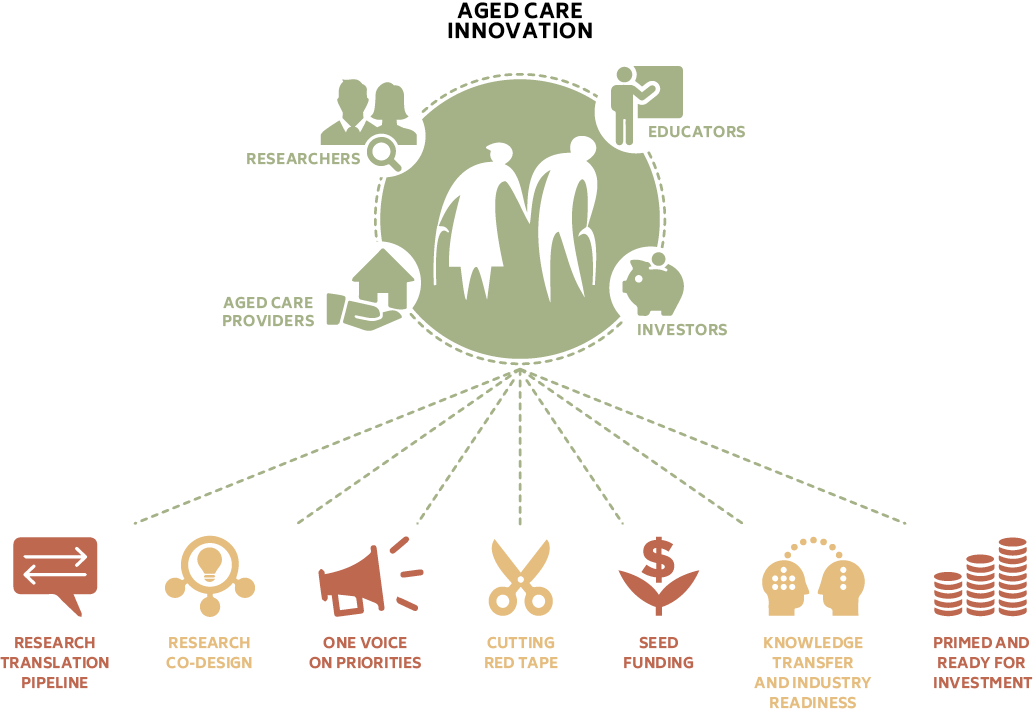 AGED CARE
INNOVATION
RESEARCHERS
EDUCATORS
AGED CARE
PROVIDERS
INVESTORS
RESEARCH
TRANSLATION
PIPELINE
RESEARCH
CO-DESIGN
ONE VOICE
ON PRIORITIES
CUTTING
RED TAPE
$
SEED
FUNDING
KNOWLEDGE
TRANSFER
AND INDUSTRY
READINESS
PRIMED AND
READY FOR
INVESTMENT